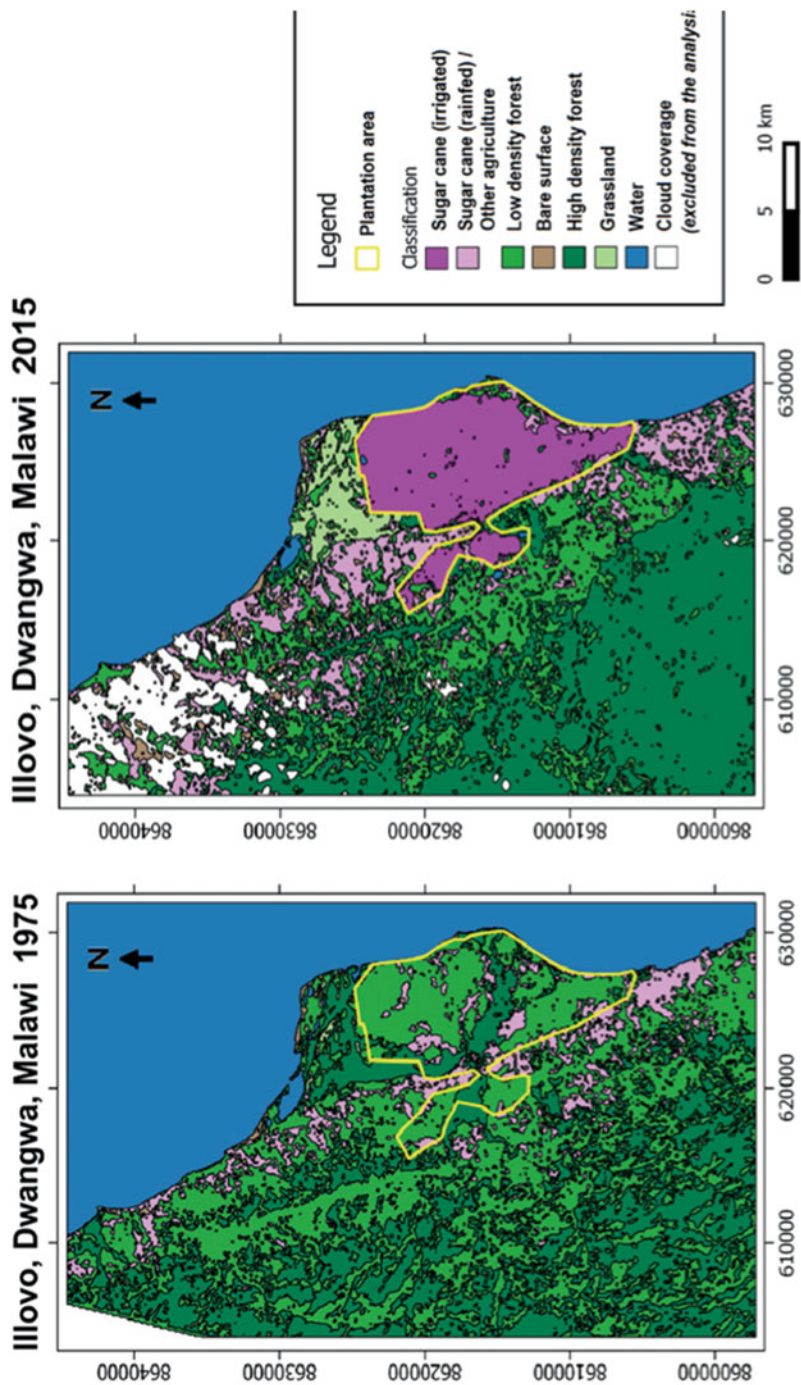 Illovo, Dwangwa, Malawi 1975
N
8640000
8630000
8620000
8610000
8600000
610000
620000
630000
Illovo, Dwangwa, Malawi 2015
N
8640000
8630000
8620000
8610000
8600000
610000
620000
630000
Legend
Plantation area
Classification
Sugar cane (irrigated)
Sugar cane (rainfed) /
Other agriculture
Low density forest
Bare surface
High density forest
Grassland
Water
Cloud coverage
(excluded from the analysis
0 5 10 km